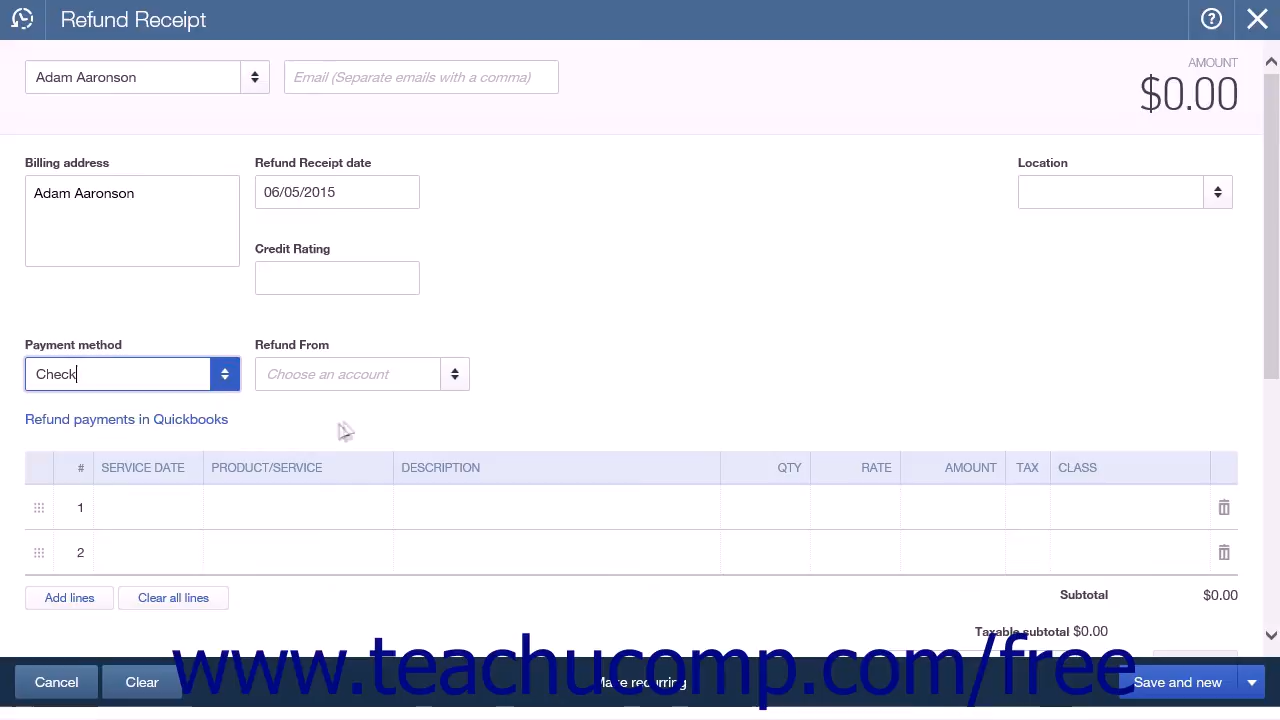 Refund Receipt
?
Adam Aaronson
Email (Separate emails with a comma)
AMOUNT
$0.00
Billing address
Refund Receipt date
Location
Adam Aaronson
06/05/2015
Credit Rating
Payment method
Refund From
Check
Choose an account
Refund payments in Quickbooks
# SERVICE DATE PRODUCT/SERVICE DESCRIPTION QTY RATE AMOUNT TAX CLASS
1
2
Add lines
Clear all lines
Subtotal $0.00
Taxable subtotal $0.00
www.teachucomp.com/free
Cancel
Clear
Make recurring
Save and new